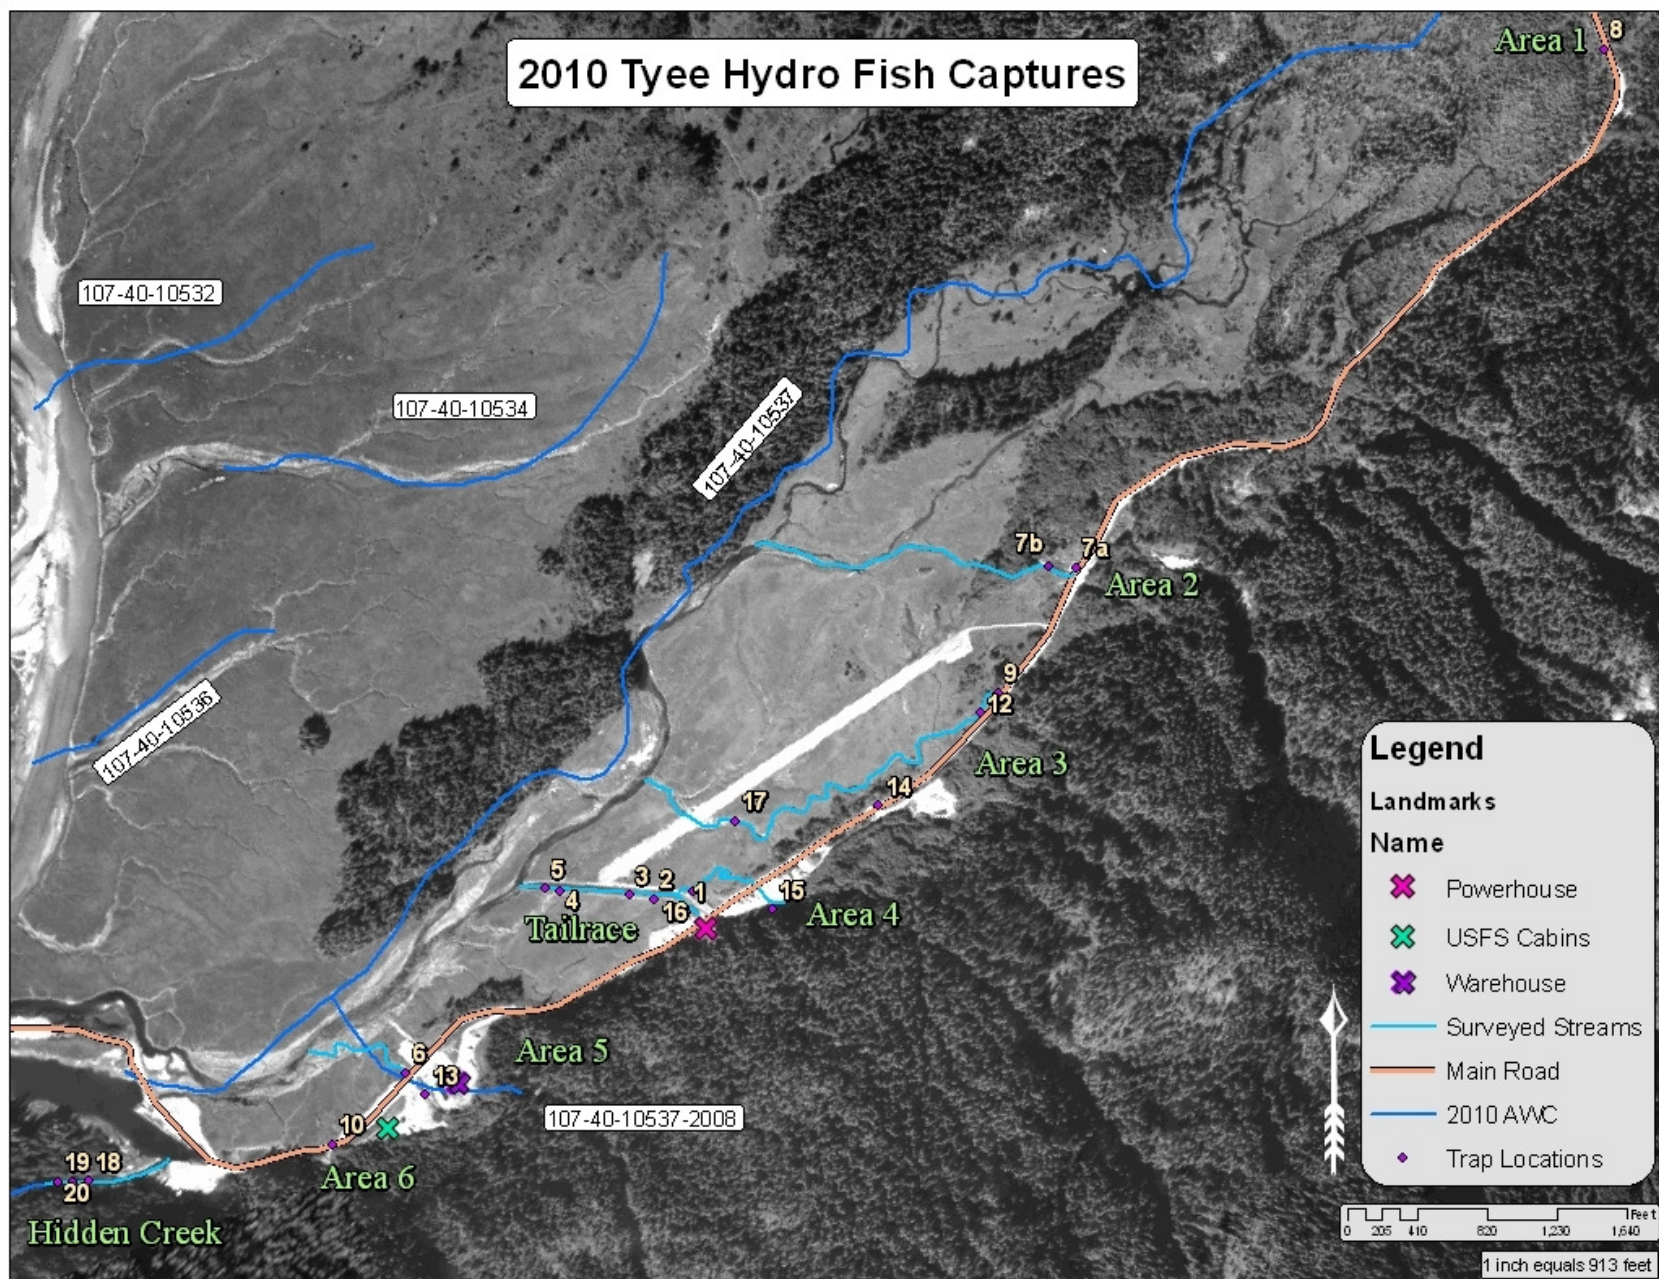 2010 Tyee Hydro Fish Captures
Area 1
8
107-40-10532
107-40-10534
107-40-10537
7b
7a
Area 2
107-40-10536
9
12
Area 3
14
17
5
4
3
2
1
16
15
Tailrace
Area 4
Area 5
6
13
107-40-10537-2008
10
Area 6
19
18
20
Hidden Creek
Legend
Landmarks
Name
Powerhouse
USFS Cabins
Warehouse
Surveyed Streams
Main Road
2010 AWC
Trap Locations
Feet
0 205 410 820 1,230 1,640
1 inch equals 913 feet